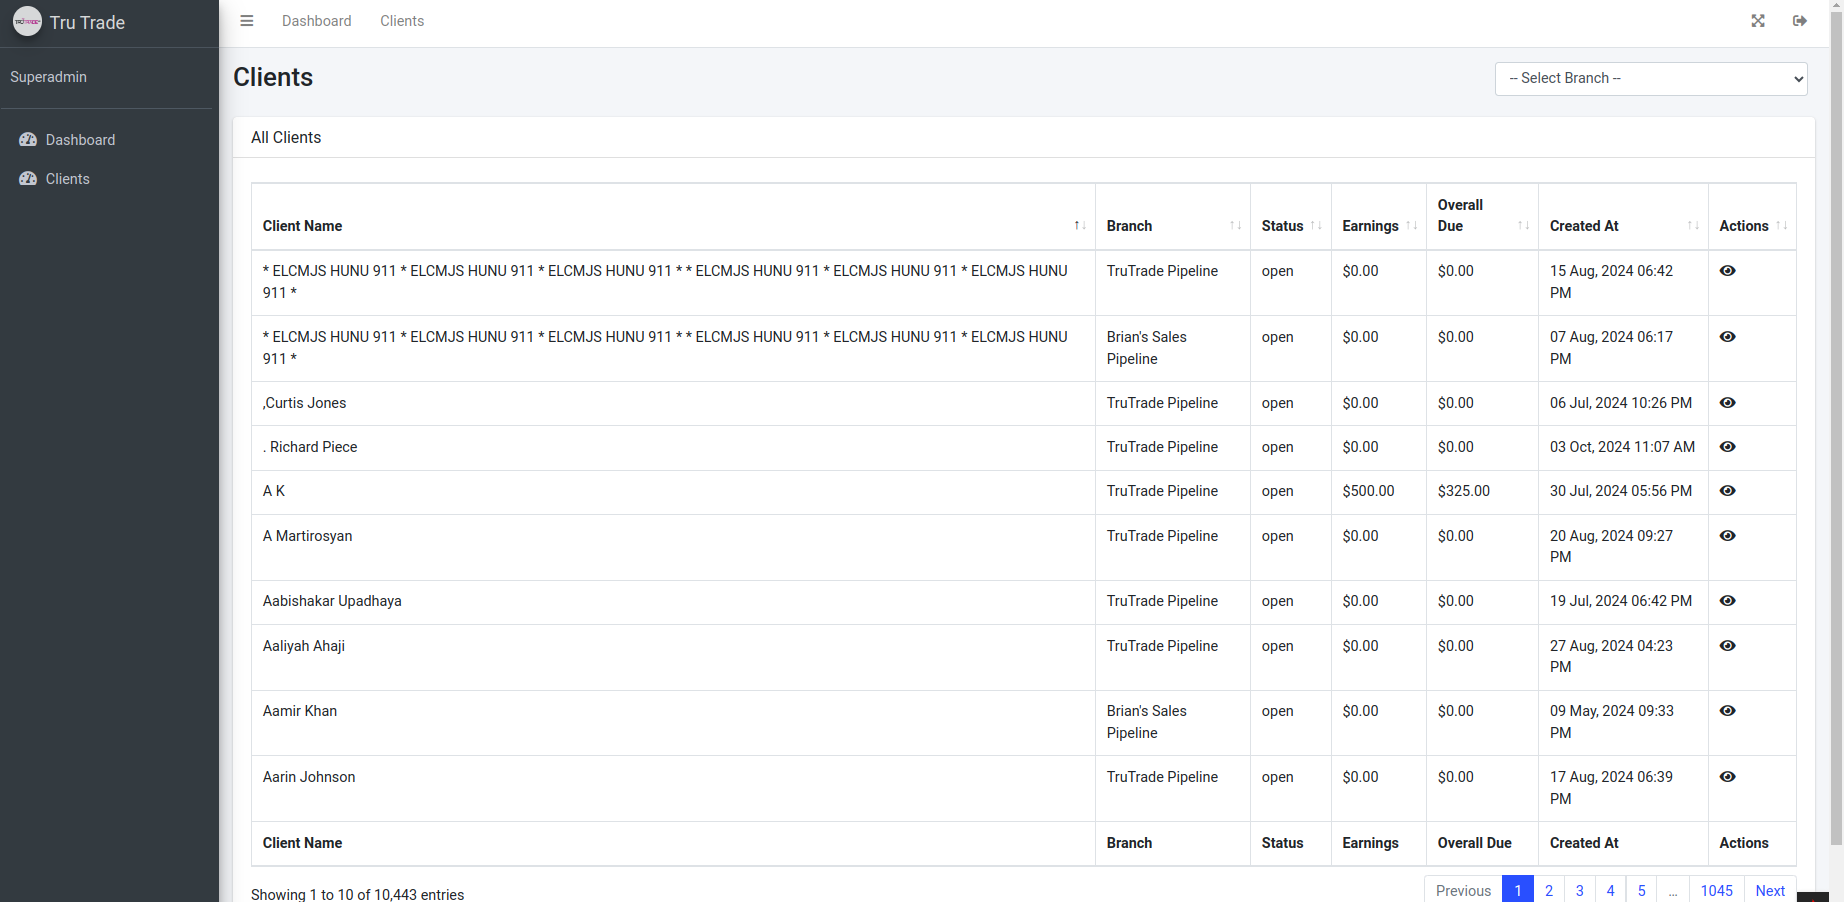 Tru Trade
Dashboard Clients
Superadmin
Dashboard
Clients
Clients
-- Select Branch --
All Clients
Client Name Branch Status Earnings Overall Due Created At Actions
* ELCMJS HUNU 911 * ELCMJS HUNU 911 * ELCMJS HUNU 911 * * ELCMJS HUNU 911 * ELCMJS HUNU 911 * ELCMJS HUNU TruTrade Pipeline open $0.00 $0.00 15 Aug, 2024 06:42
911 * PM
* ELCMJS HUNU 911 * ELCMJS HUNU 911 * ELCMJS HUNU 911 * * ELCMJS HUNU 911 * ELCMJS HUNU 911 * ELCMJS HUNU Brian's Sales open $0.00 $0.00 07 Aug, 2024 06:17
911 * Pipeline PM
,Curtis Jones TruTrade Pipeline open $0.00 $0.00 06 Jul, 2024 10:26 PM
. Richard Piece TruTrade Pipeline open $0.00 $0.00 03 Oct, 2024 11:07 AM
A K TruTrade Pipeline open $500.00 $325.00 30 Jul, 2024 05:56 PM
A Martirosyan TruTrade Pipeline open $0.00 $0.00 20 Aug, 2024 09:27
PM
Aabishakar Upadhaya TruTrade Pipeline open $0.00 $0.00 19 Jul, 2024 06:42 PM
Aaliyah Ahaji TruTrade Pipeline open $0.00 $0.00 27 Aug, 2024 04:23
PM
Aamir Khan Brian's Sales open $0.00 $0.00 09 May, 2024 09:33
Pipeline PM
Aarin Johnson TruTrade Pipeline open $0.00 $0.00 17 Aug, 2024 06:39
PM
Client Name Branch Status Earnings Overall Due Created At Actions
Showing 1 to 10 of 10,443 entries
Previous 1 2 3 4 5 ... 1045 Next